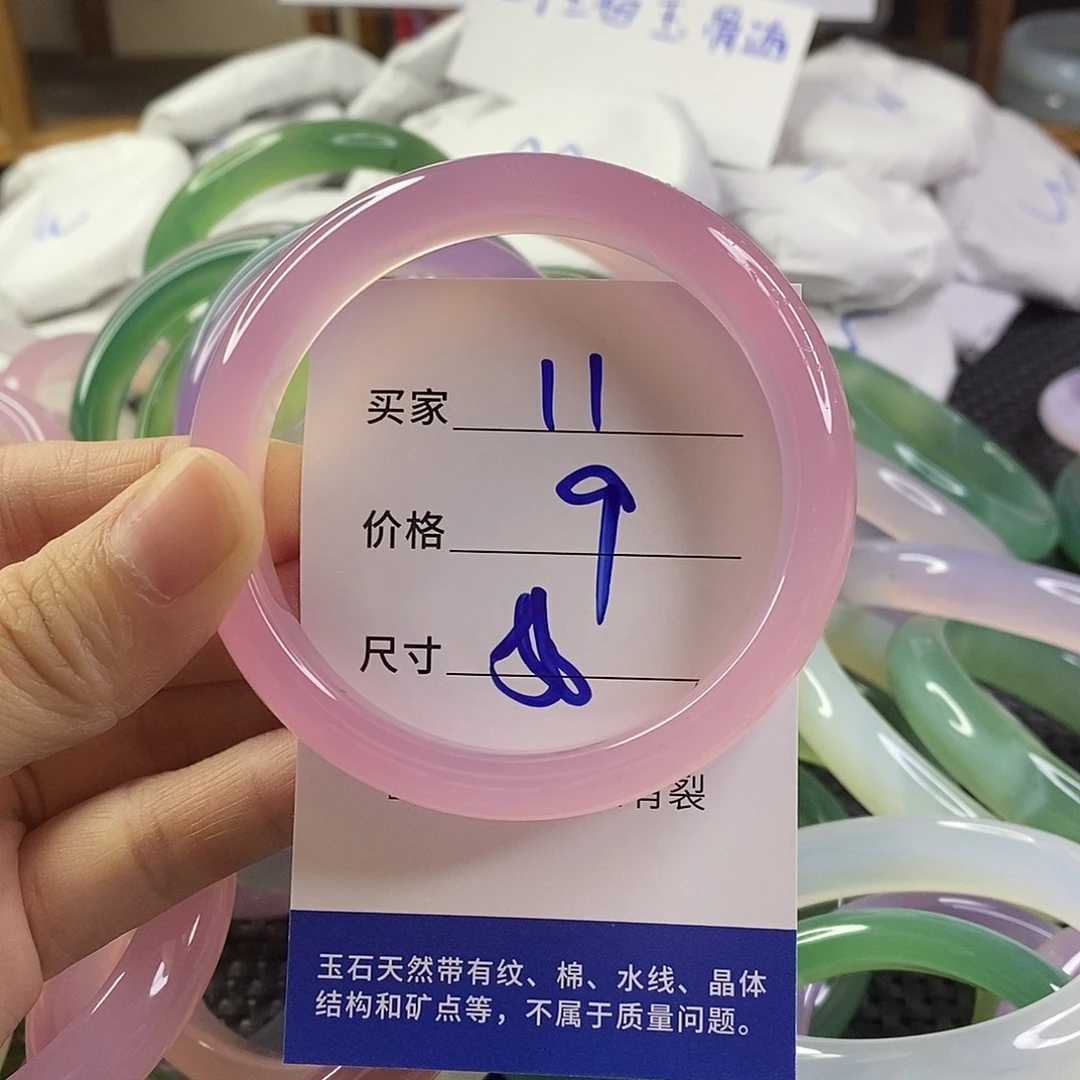 买家 11
价格 9
尺寸
有裂
玉石天然带有纹、棉、水线、晶体
结构和矿点等，不属于质量问题。